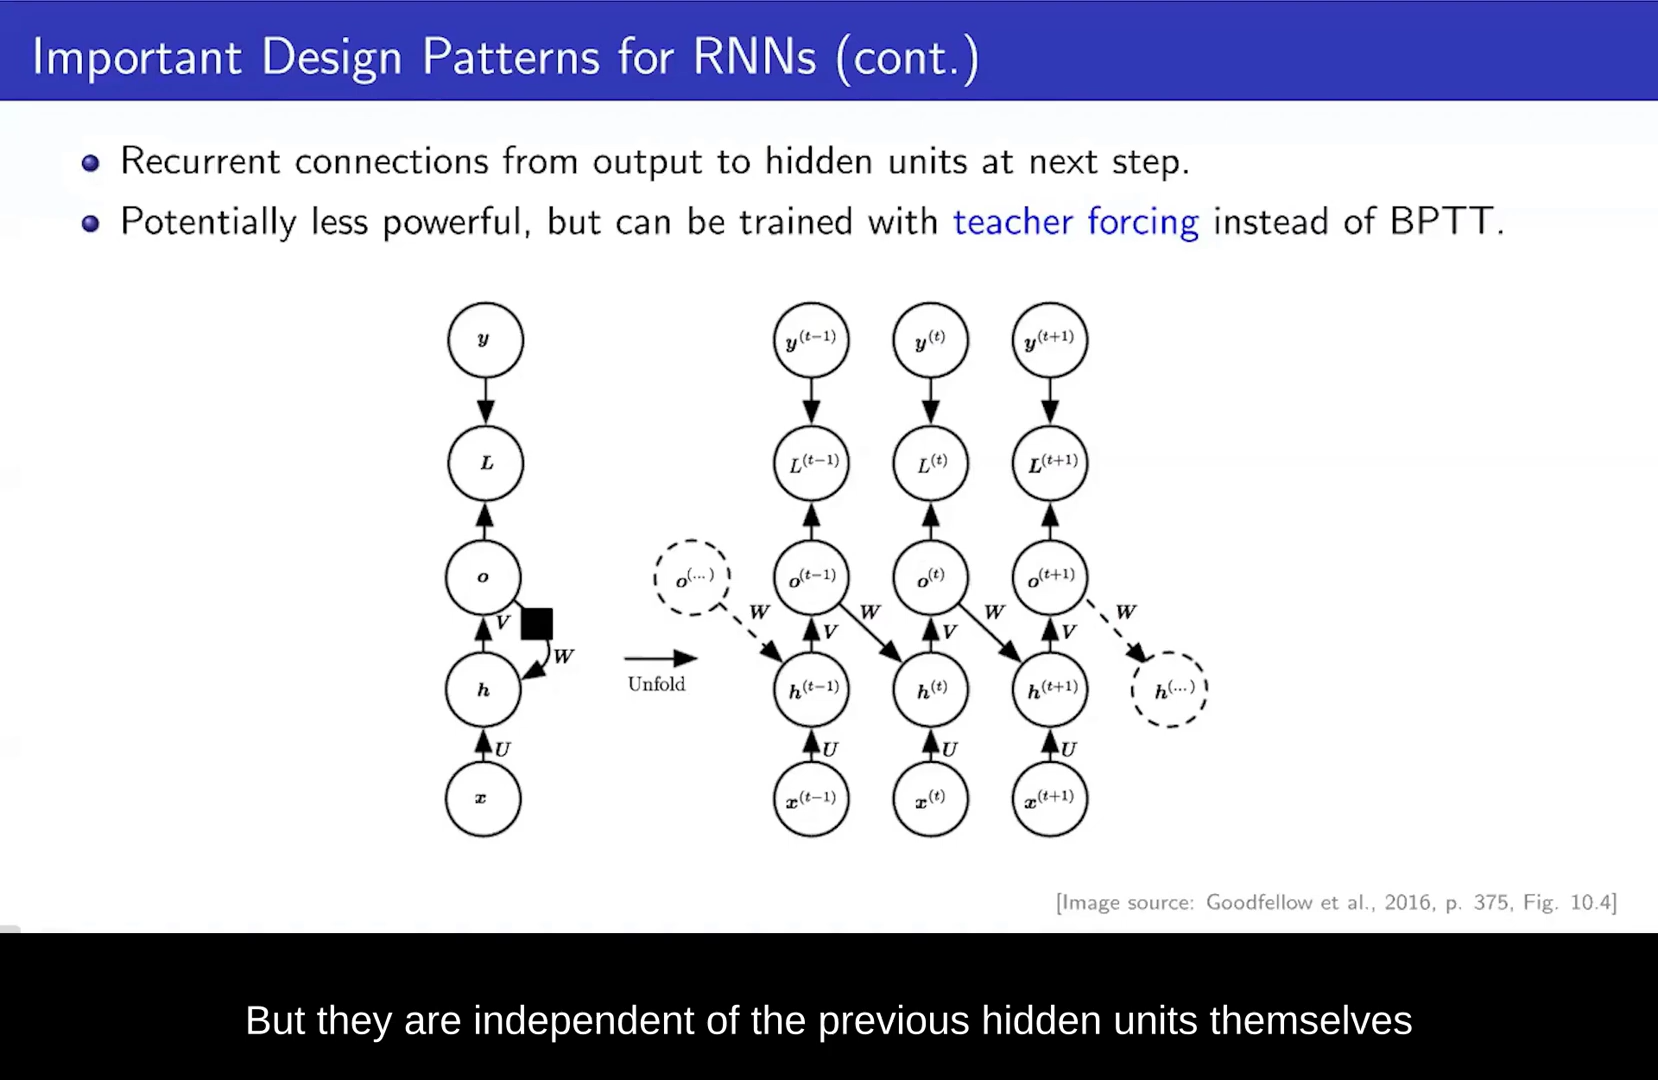 Important Design Patterns for RNNs (cont.)
Recurrent connections from output to hidden units at next step.
Potentially less powerful, but can be trained with teacher forcing instead of BPTT.
y y(t−1) y(t) y(t+1)
L L(t−1) L(t) L(t+1)
o o(...) o(t−1) o(t) o(t+1)
W W W W
V V V V
W
Unfold
h h(t−1) h(t) h(t+1) h(...)
U U U U
x x(t−1) x(t) x(t+1)
[Image source: Goodfellow et al., 2016, p. 375, Fig. 10.4]
But they are independent of the previous hidden units themselves